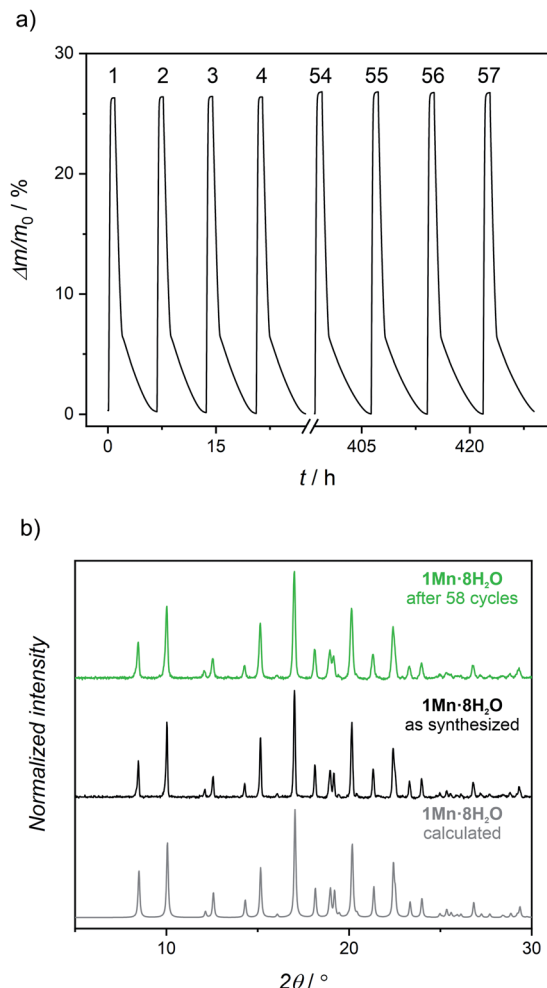 a)
30
1 2 3 4 54 55 56 57
20
Δm/m₀ / %
10
0
0 15 405 420
t / h
b)
1Mn·8H₂O
after 58 cycles
Normalized intensity
1Mn·8H₂O
as synthesized
1Mn·8H₂O
calculated
10 20 30
2θ / °